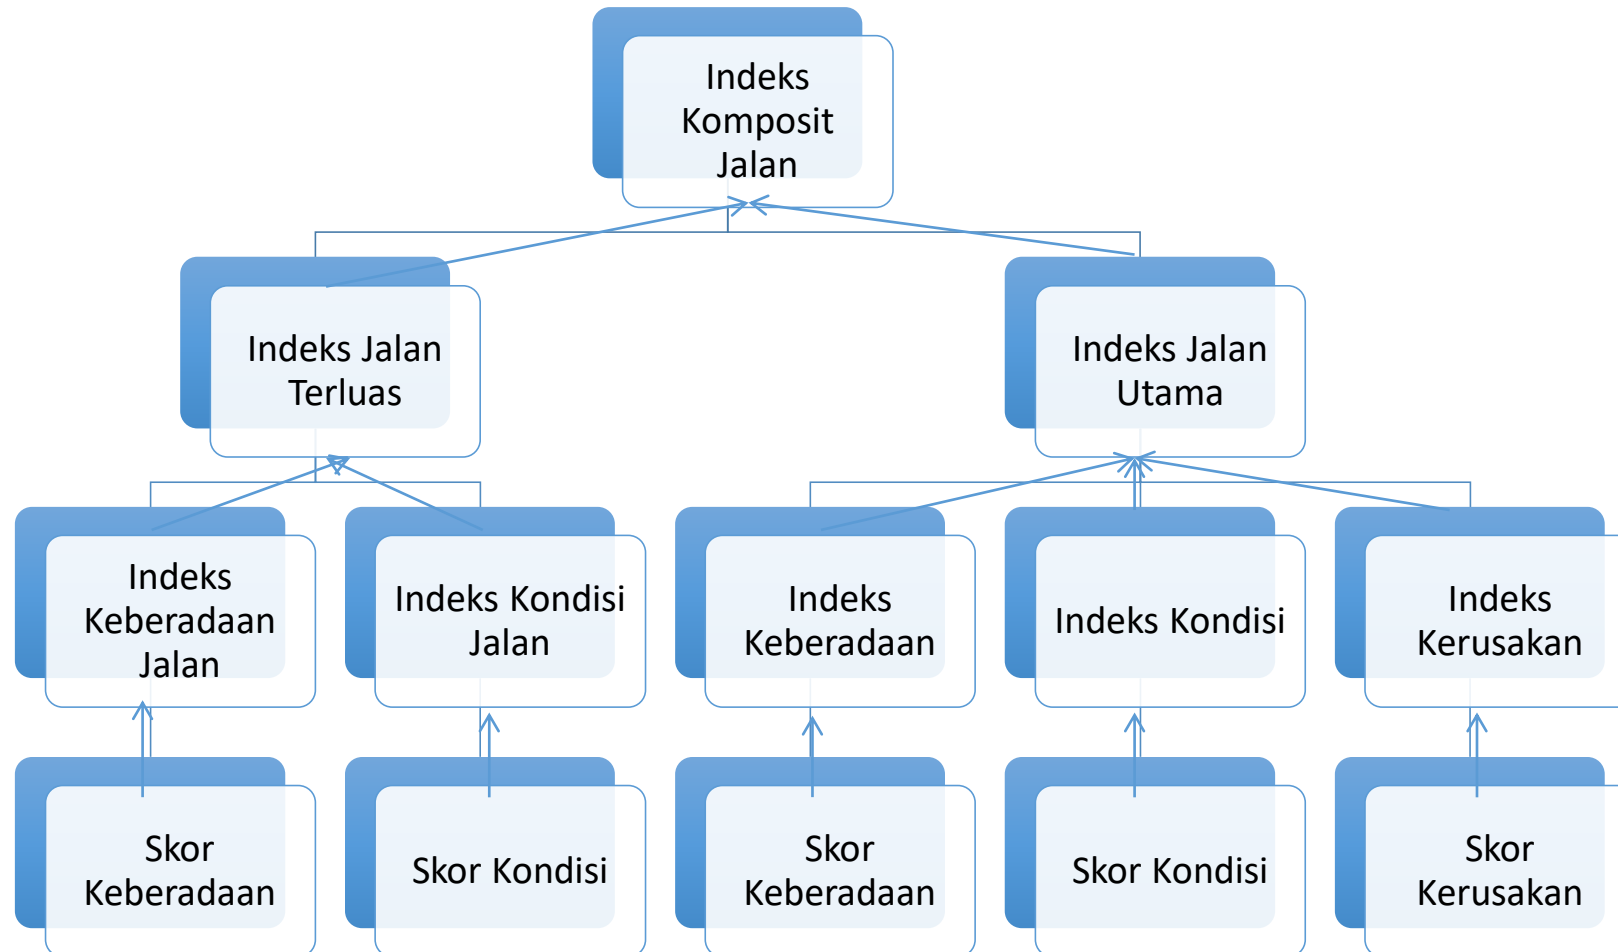 Indeks
Komposit
Jalan
Indeks Jalan
Terluas
Indeks Jalan
Utama
Indeks
Keberadaan
Jalan
Indeks Kondisi
Jalan
Indeks
Keberadaan
Indeks Kondisi
Indeks
Kerusakan
Skor
Keberadaan
Skor Kondisi
Skor
Keberadaan
Skor Kondisi
Skor
Kerusakan